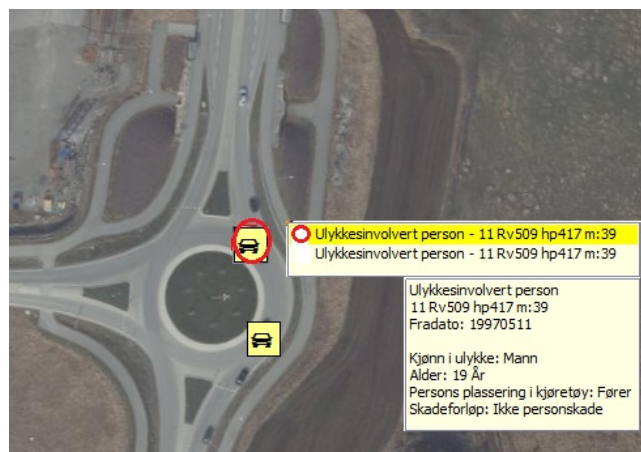 Ulykkesinvolvert person - 11 Rv509 hp417 m:39
Ulykkesinvolvert person - 11 Rv509 hp417 m:39
Ulykkesinvolvert person
11 Rv509 hp417 m:39
Fradato: 19970511
Kjønn i ulykke: Mann
Alder: 19 År
Persons plassering i kjøretøy: Fører
Skadeforløp: Ikke personskade